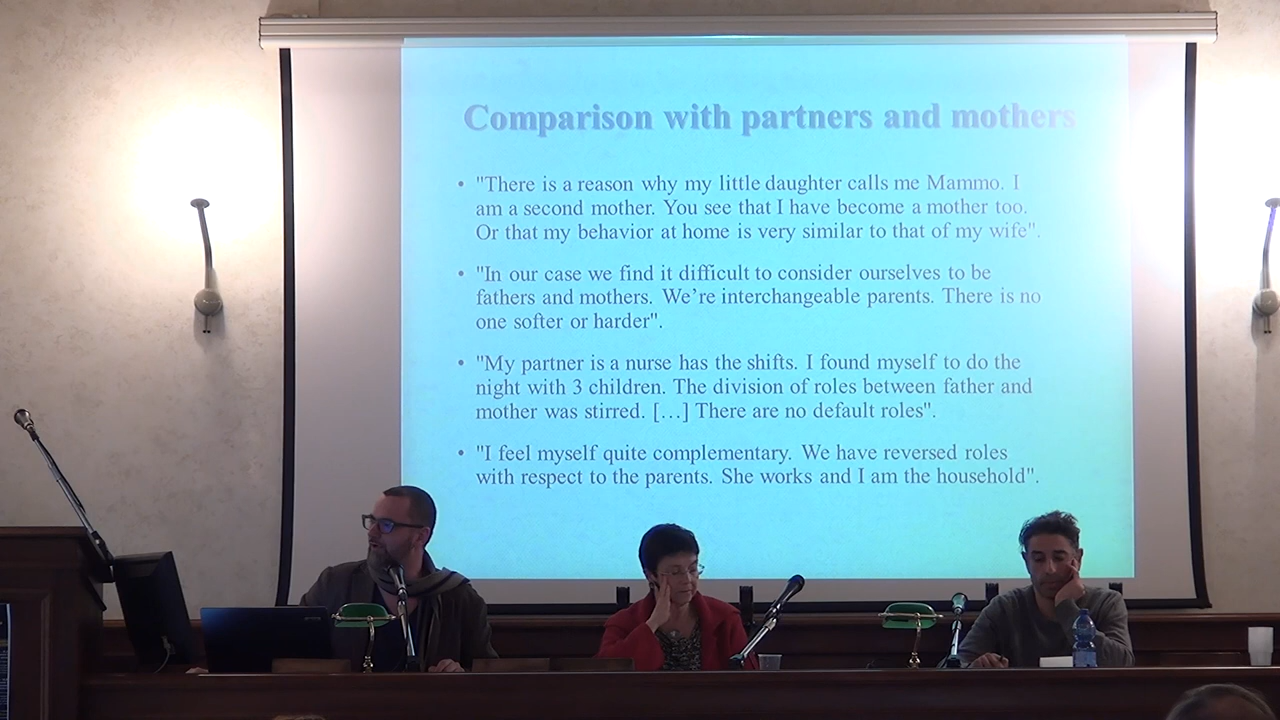 Comparison with partners and mothers
• "There is a reason why my little daughter calls me Mammo. I
am a second mother. You see that I have become a mother too.
Or that my behavior at home is very similar to that of my wife".
• "In our case we find it difficult to consider ourselves to be
fathers and mothers. We're interchangeable parents. There is no
one softer or harder".
• "My partner is a nurse has the shifts. I found myself to do the
night with 3 children. The division of roles between father and
mother was stirred. […] There are no default roles".
• "I feel myself quite complementary. We have reversed roles
with respect to the parents. She works and I am the household".